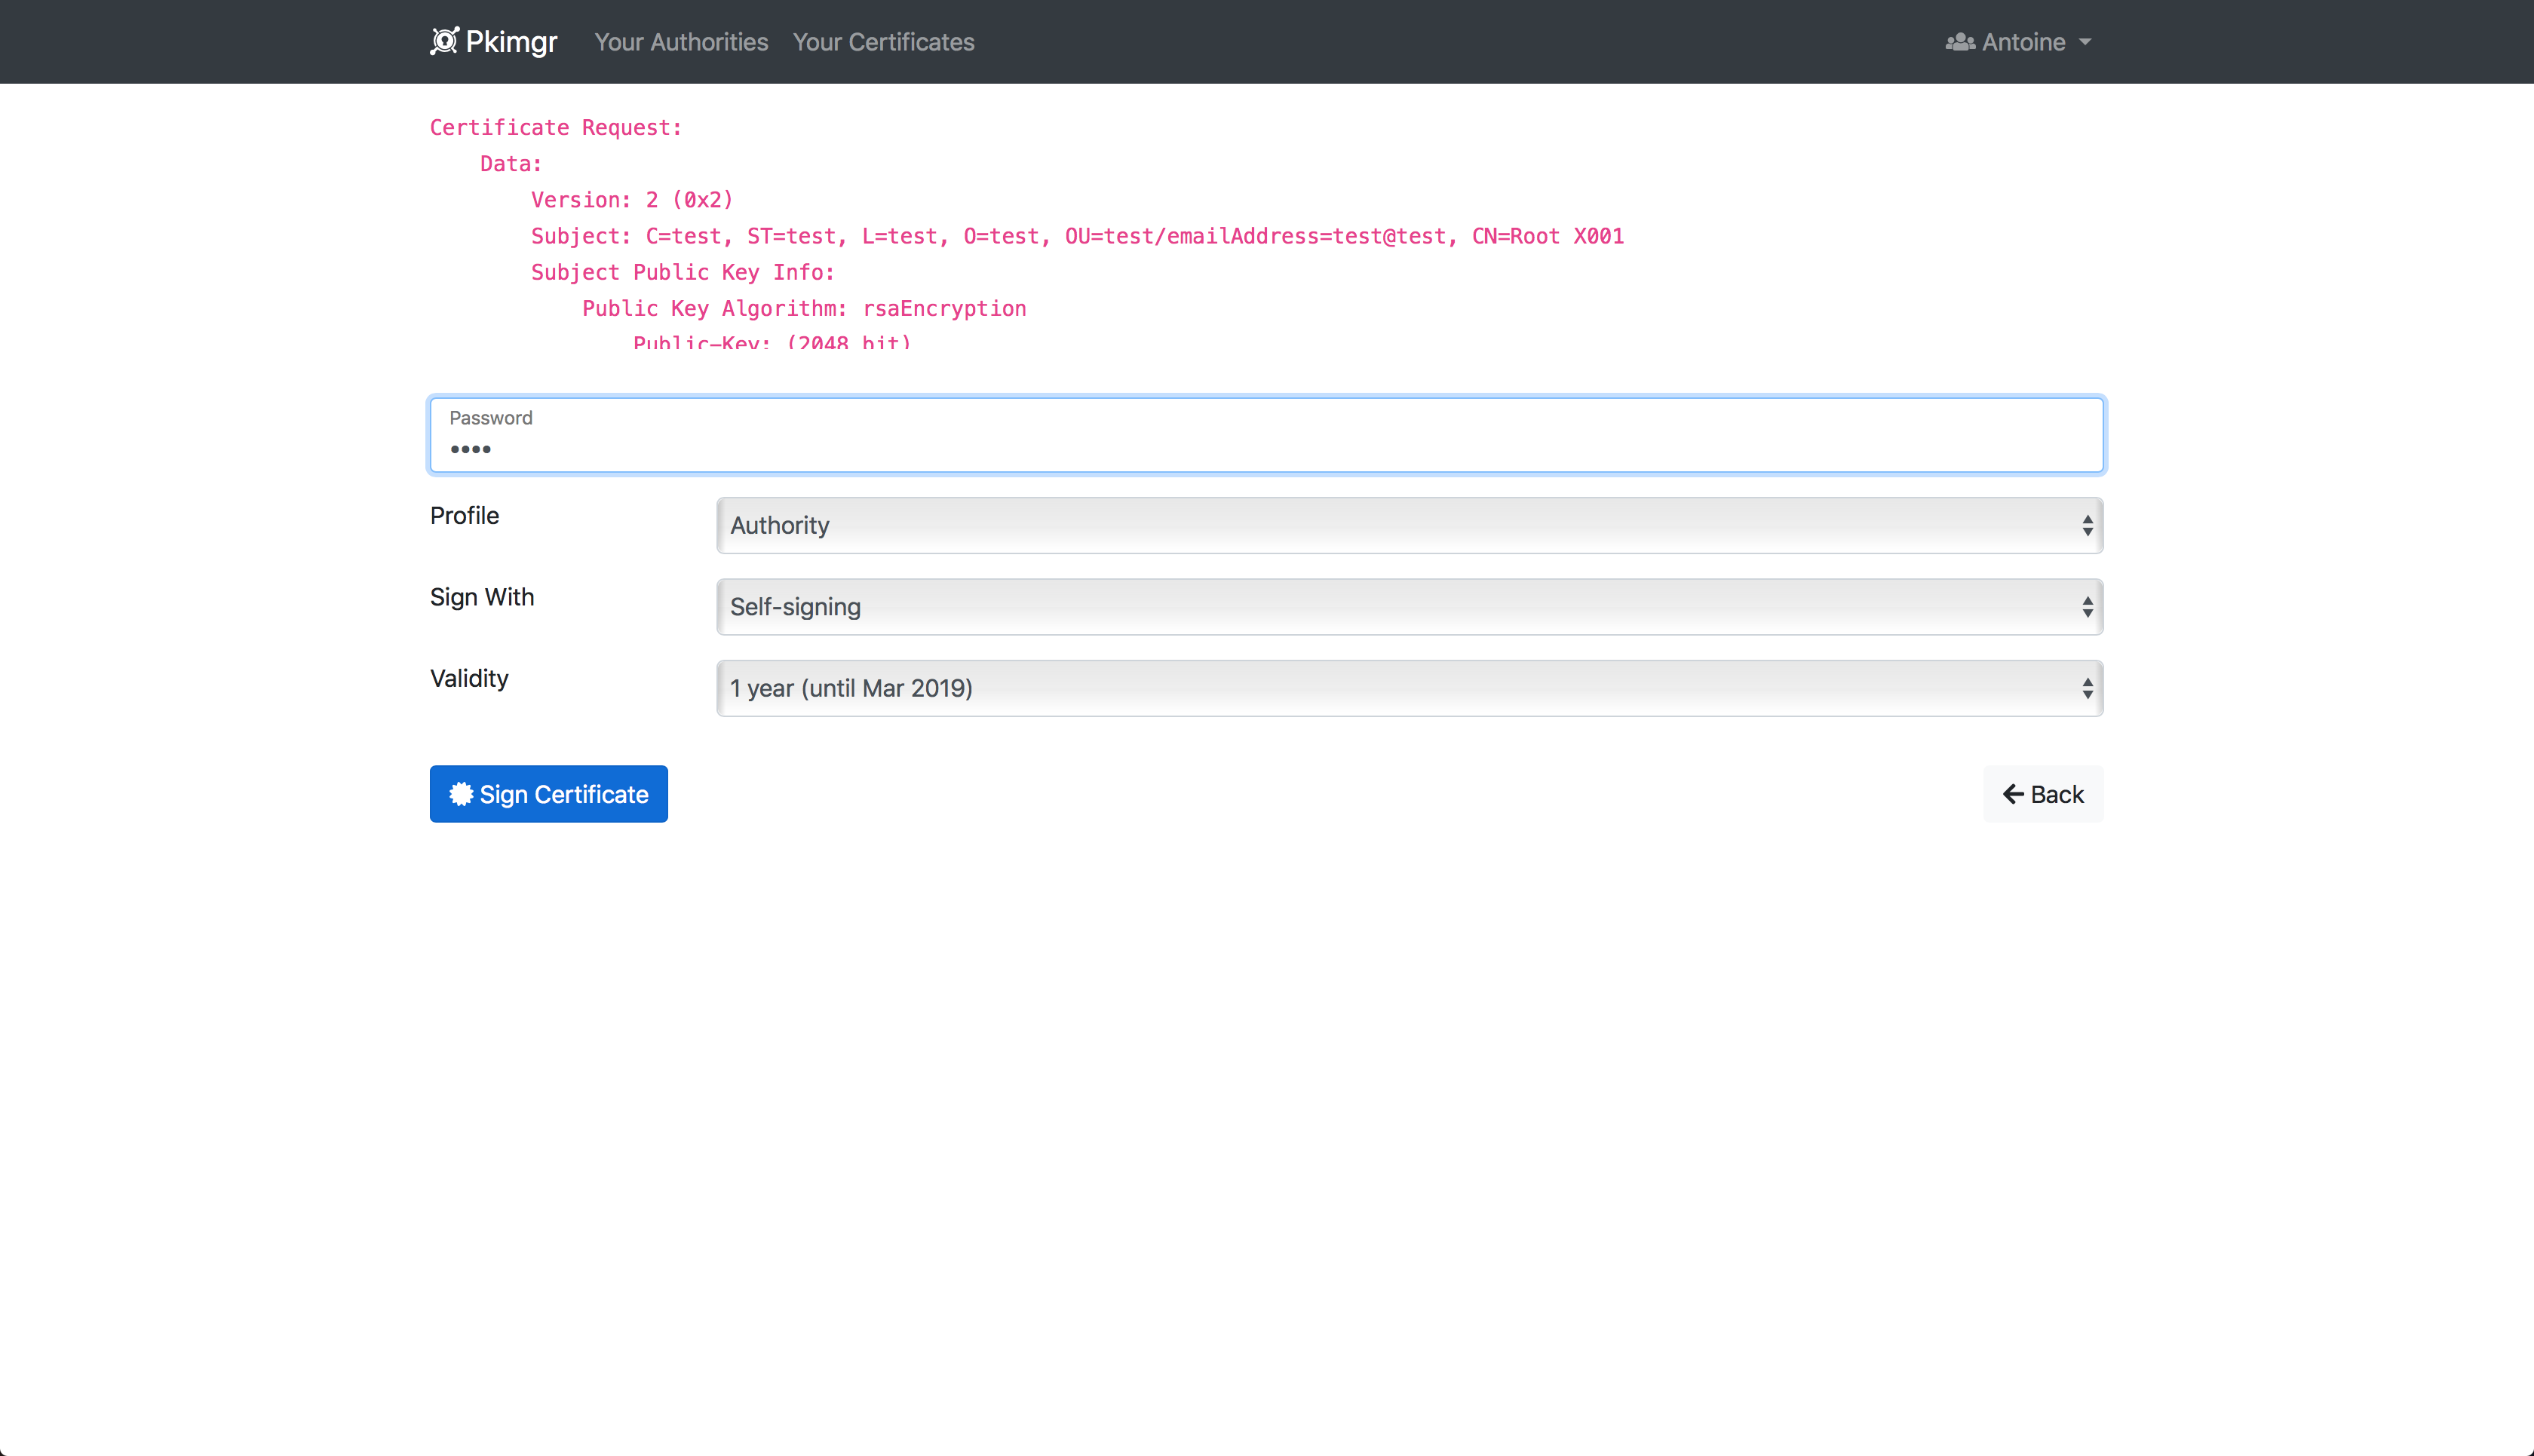 Pkimgr Your Authorities Your Certificates Antoine
Certificate Request:
Data:
Version: 2 (0x2)
Subject: C=test, ST=test, L=test, O=test, OU=test/emailAddress=test@test, CN=Root X001
Subject Public Key Info:
Public Key Algorithm: rsaEncryption
Public-Key: (2048 bit)
Password
••••
Profile Authority
Sign With Self-signing
Validity 1 year (until Mar 2019)
Sign Certificate Back